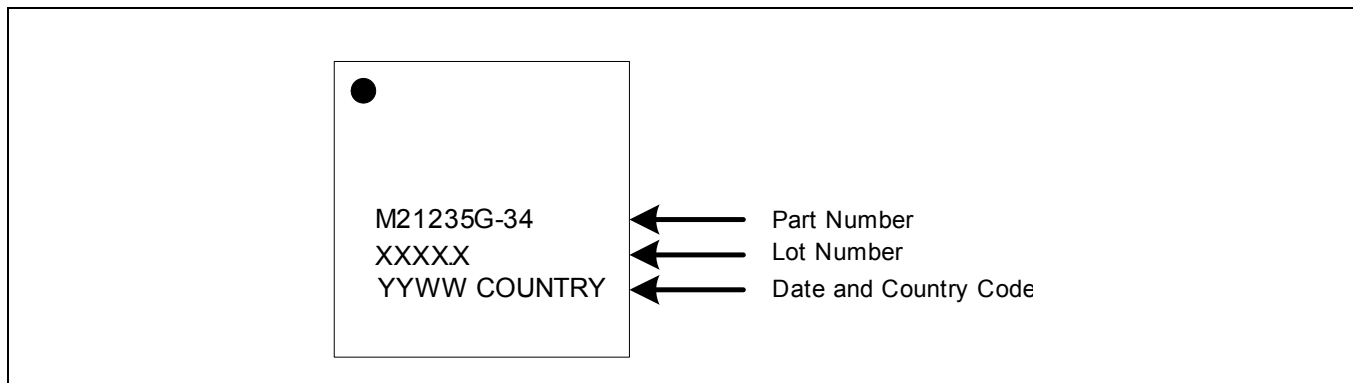 M21235G-34
XXXX.X
YYWW COUNTRY
Part Number
Lot Number
Date and Country Code